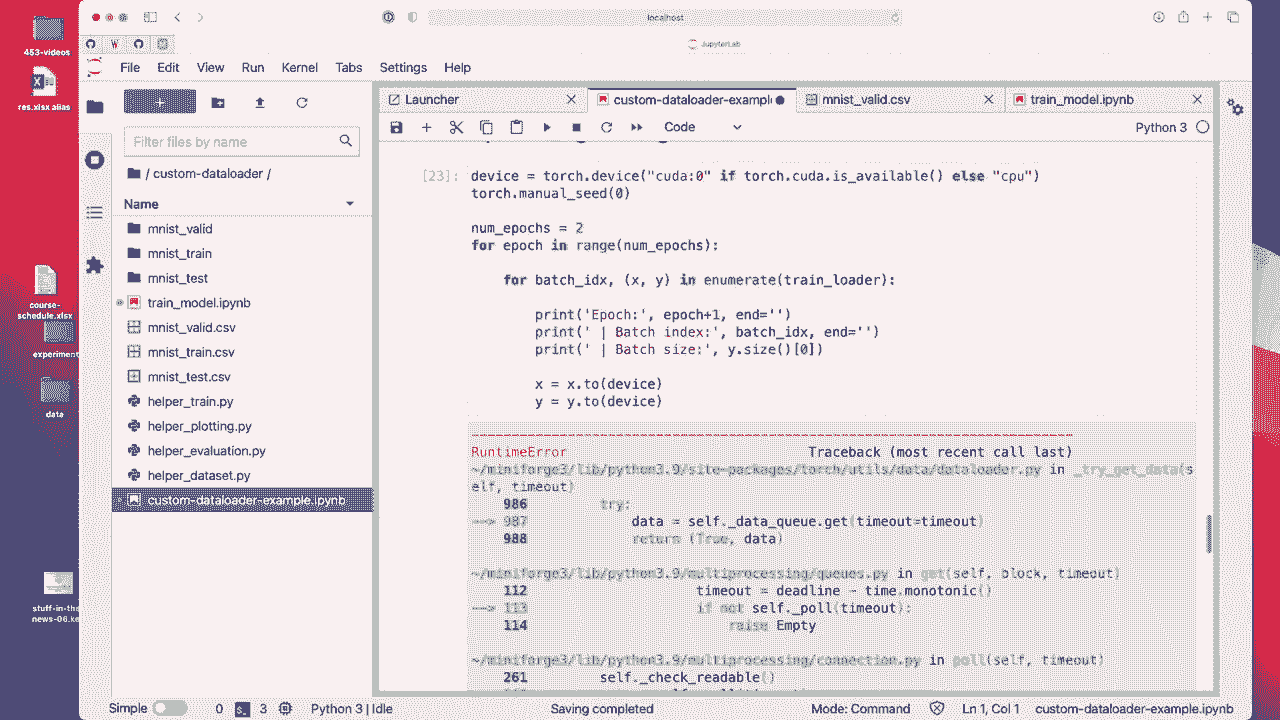 453-videos
res.xlsx alias
course-
schedule.xlsx
experiment
data
stuff-in-the
news-06.ke
localhost
JupyterLab
File Edit View Run Kernel Tabs Settings Help
Filter files by name
/ custom-dataloader /
Name
mnist_valid
mnist_train
mnist_test
train_model.ipynb
mnist_valid.csv
mnist_train.csv
mnist_test.csv
helper_train.py
helper_plotting.py
helper_evaluation.py
helper_dataset.py
custom-dataloader-example.ipynb
Launcher custom-dataloader-example mnist_valid.csv train_model.ipynb
Code Python 3
[23]: device = torch.device("cuda:0" if torch.cuda.is_available() else "cpu")
torch.manual_seed(0)
num_epochs = 2
for epoch in range(num_epochs):
for batch_idx, (x, y) in enumerate(train_loader):
print('Epoch:', epoch+1, end='')
print(' | Batch index:', batch_idx, end='')
print(' | Batch size:', y.size()[0])
x = x.to(device)
y = y.to(device)
RuntimeError Traceback (most recent call last)
~/miniforge3/lib/python3.9/site-packages/torch/utils/data/dataloader.py in _try_get_data(s
elf, timeout)
986 try:
--> 987 data = self._data_queue.get(timeout=timeout)
988 return (True, data)
~/miniforge3/lib/python3.9/multiprocessing/queues.py in get(self, block, timeout)
112 timeout = deadline - time.monotonic()
--> 113 if not self._poll(timeout):
114 raise Empty
~/miniforge3/lib/python3.9/multiprocessing/connection.py in poll(self, timeout)
261 self._check_readable()
Simple 0 3 Python 3 | Idle Saving completed Mode: Command Ln 1, Col 1 custom-dataloader-example.ipynb